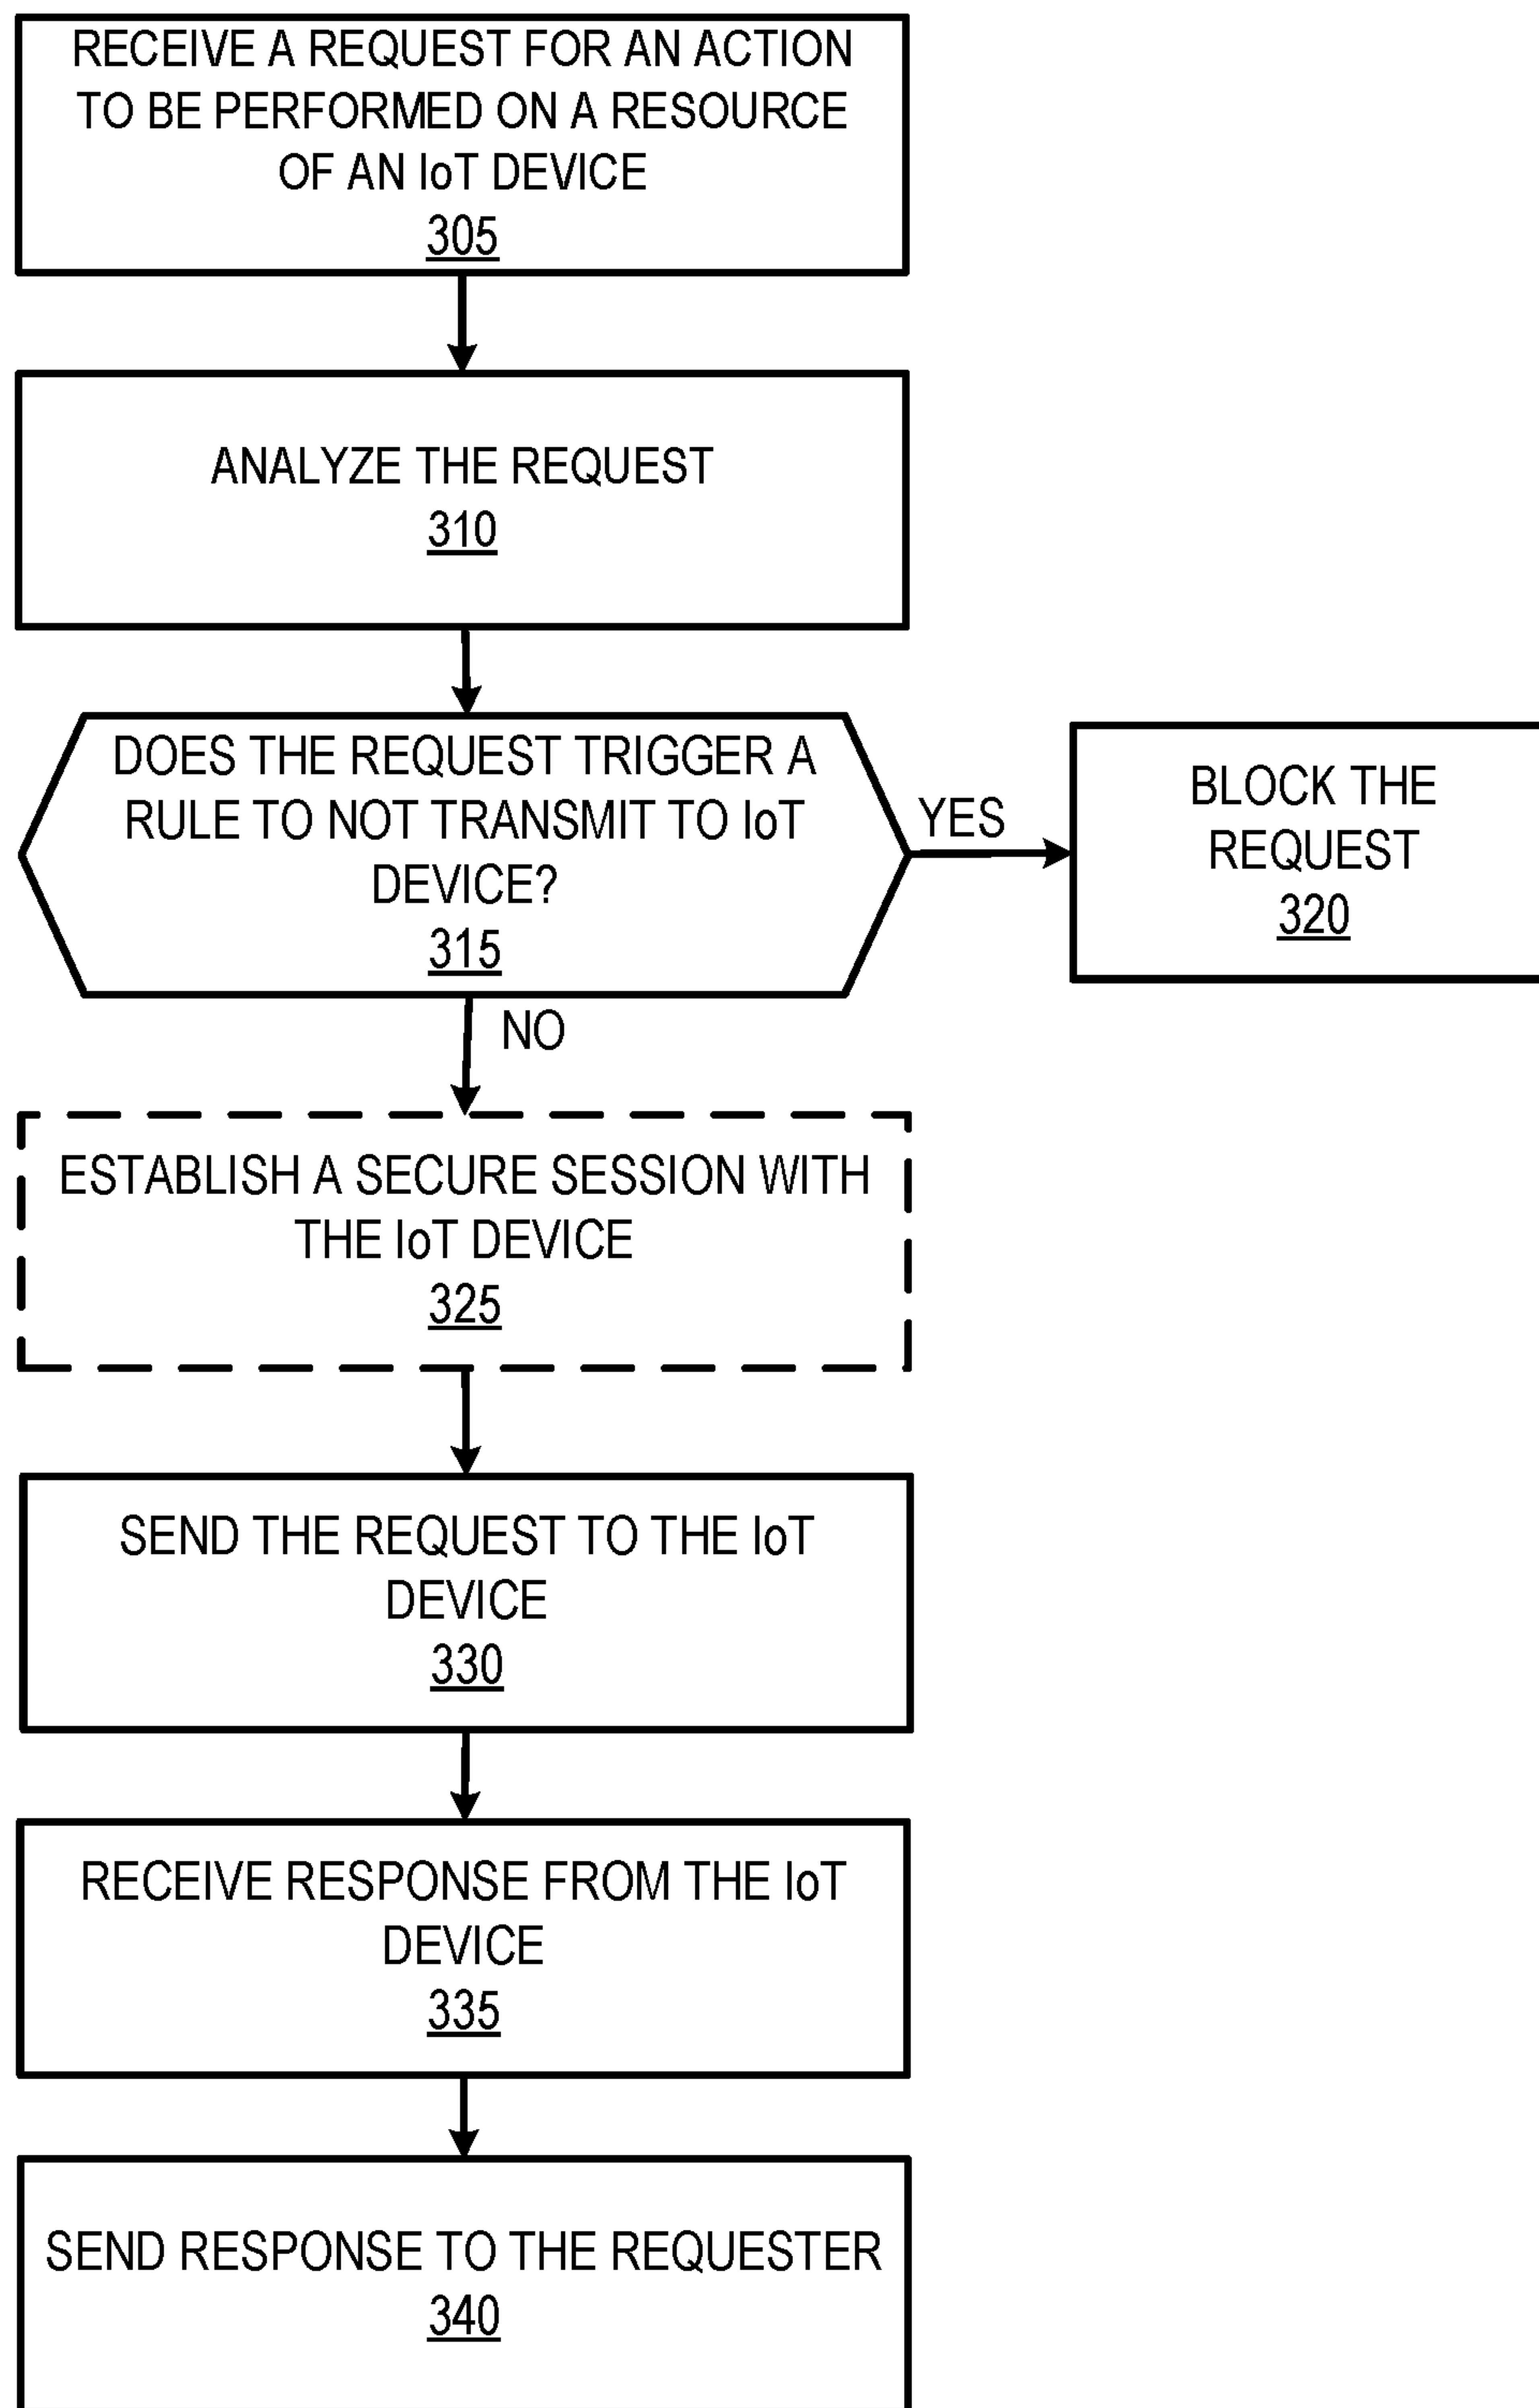 RECEIVE A REQUEST FOR AN ACTION
TO BE PERFORMED ON A RESOURCE
OF AN IoT DEVICE
305
ANALYZE THE REQUEST
310
DOES THE REQUEST TRIGGER A
RULE TO NOT TRANSMIT TO IoT
DEVICE?
315
YES
BLOCK THE
REQUEST
320
NO
ESTABLISH A SECURE SESSION WITH
THE IoT DEVICE
325
SEND THE REQUEST TO THE IoT
DEVICE
330
RECEIVE RESPONSE FROM THE IoT
DEVICE
335
SEND RESPONSE TO THE REQUESTER
340